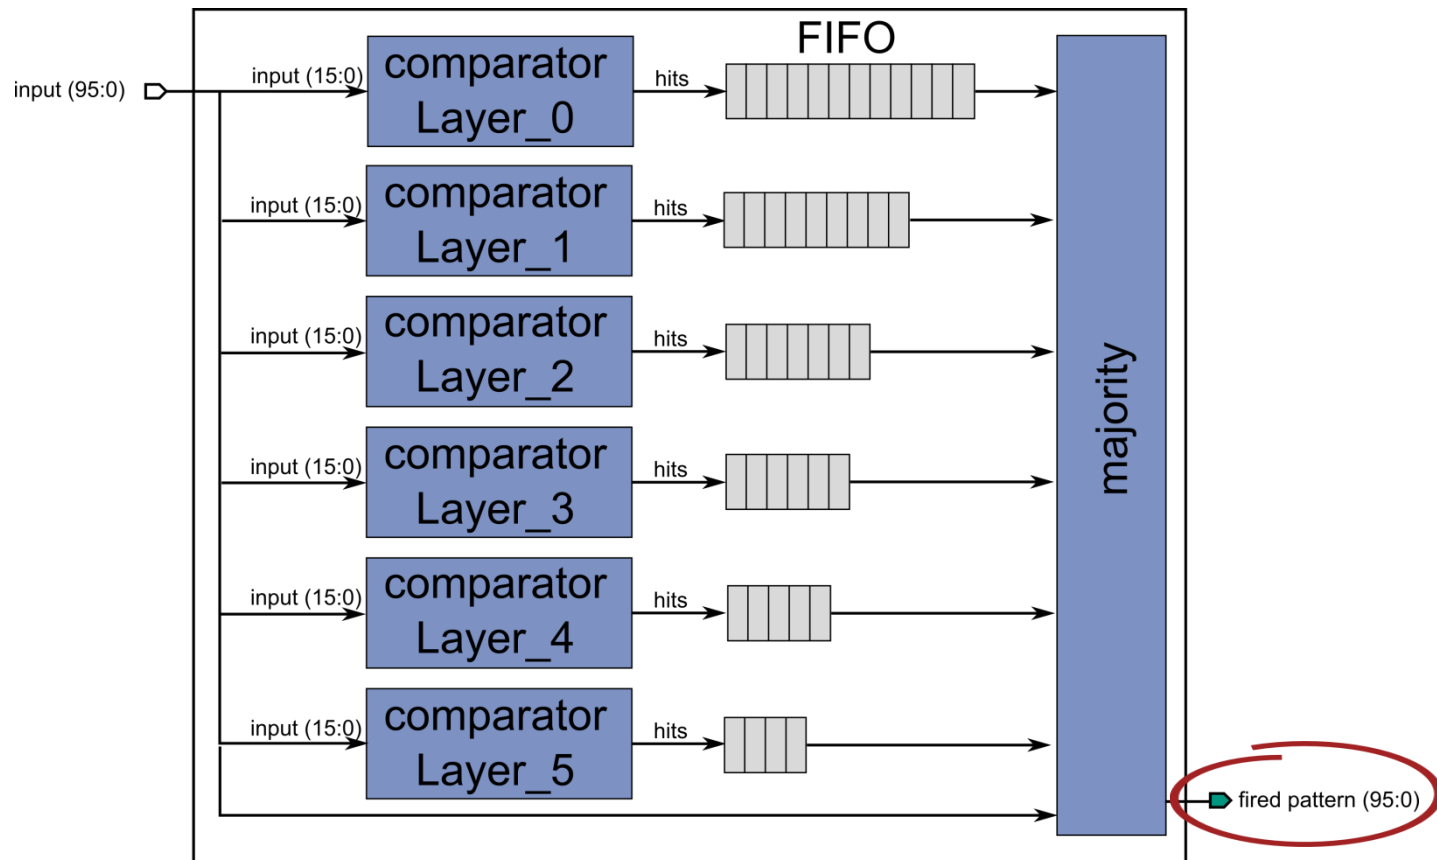 FIFO
input (95:0)
input (15:0)
comparator
Layer_0
hits
input (15:0)
comparator
Layer_1
hits
input (15:0)
comparator
Layer_2
hits
input (15:0)
comparator
Layer_3
hits
input (15:0)
comparator
Layer_4
hits
input (15:0)
comparator
Layer_5
hits
majority
fired pattern (95:0)